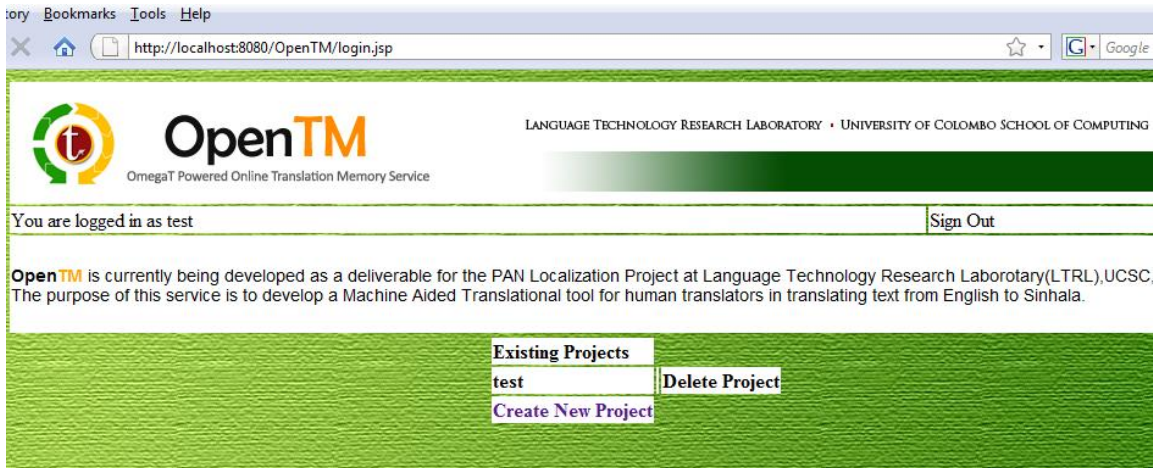 tory Bookmarks Tools Help
http://localhost:8080/OpenTM/login.jsp
G Google
t
OpenTM
OmegaT Powered Online Translation Memory Service
LANGUAGE TECHNOLOGY RESEARCH LABORATORY • UNIVERSITY OF COLOMBO SCHOOL OF COMPUTING
You are logged in as test
Sign Out
OpenTM is currently being developed as a deliverable for the PAN Localization Project at Language Technology Research Laborotary(LTRL),UCSC,
The purpose of this service is to develop a Machine Aided Translational tool for human translators in translating text from English to Sinhala.
Existing Projects
test Delete Project
Create New Project